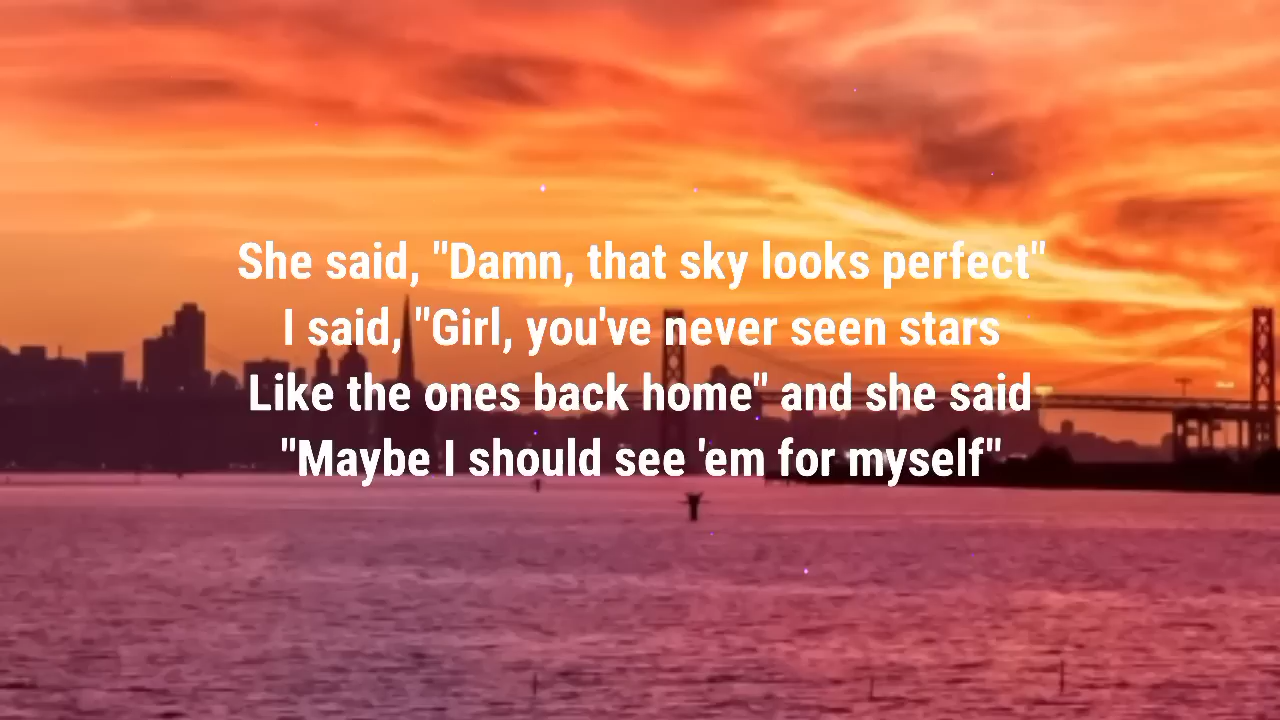 She said, "Damn, that sky looks perfect"
I said, "Girl, you've never seen stars
Like the ones back home" and she said
"Maybe I should see 'em for myself"